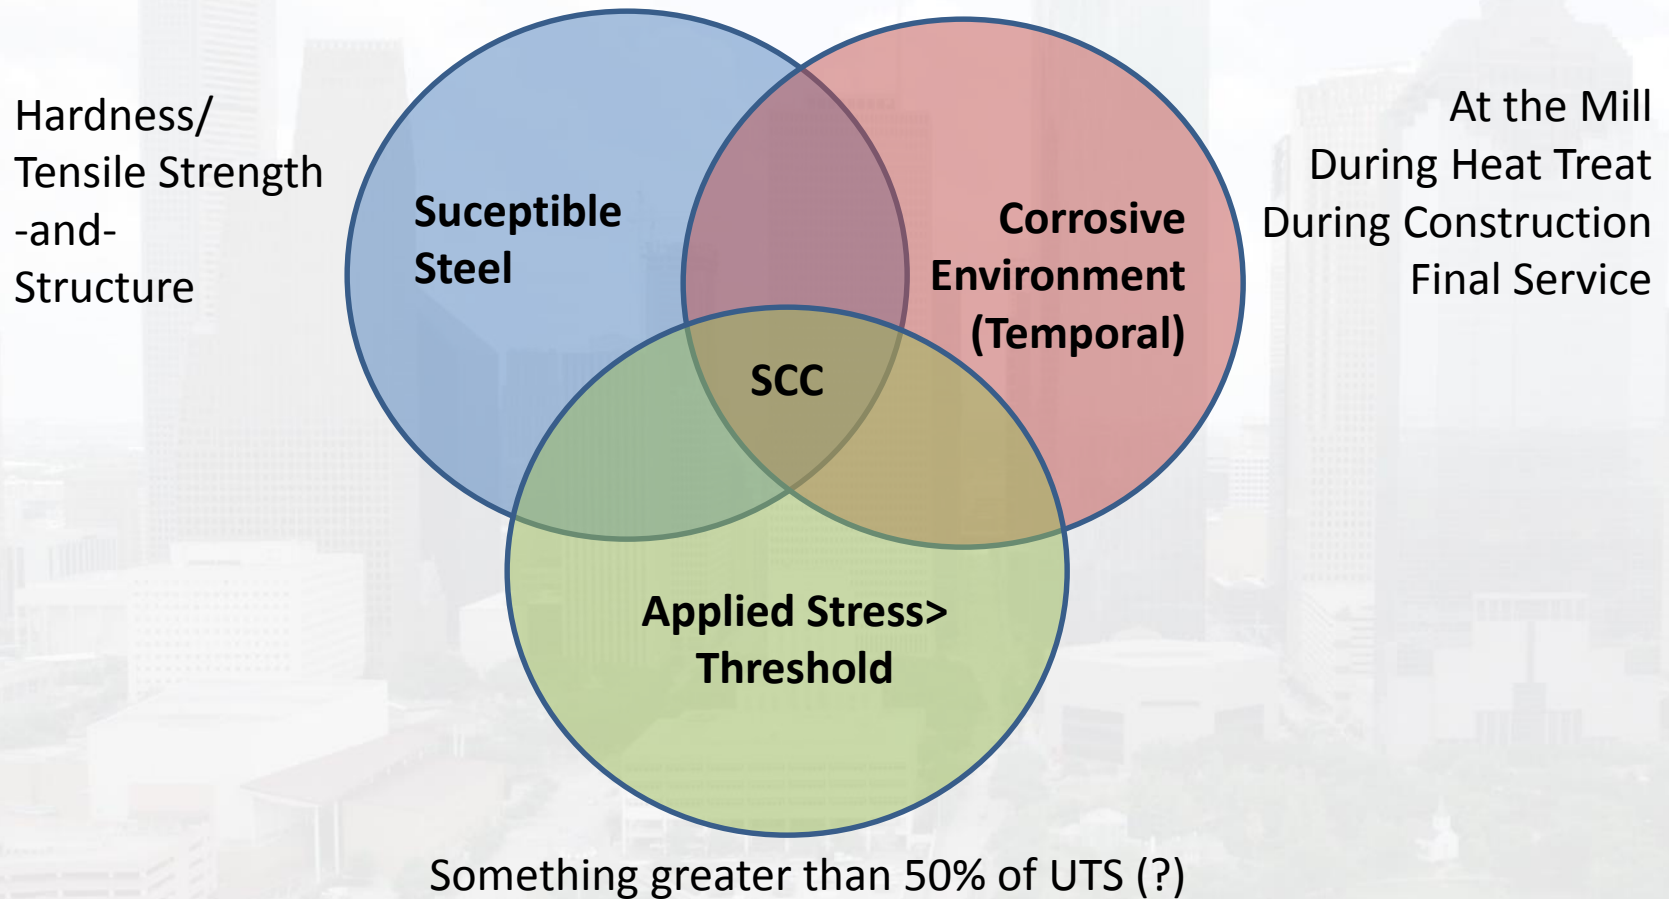 Hardness/
Tensile Strength
-and-
Structure
Suceptible
Steel
Corrosive
Environment
(Temporal)
At the Mill
During Heat Treat
During Construction
Final Service
SCC
Applied Stress>
Threshold
Something greater than 50% of UTS (?)